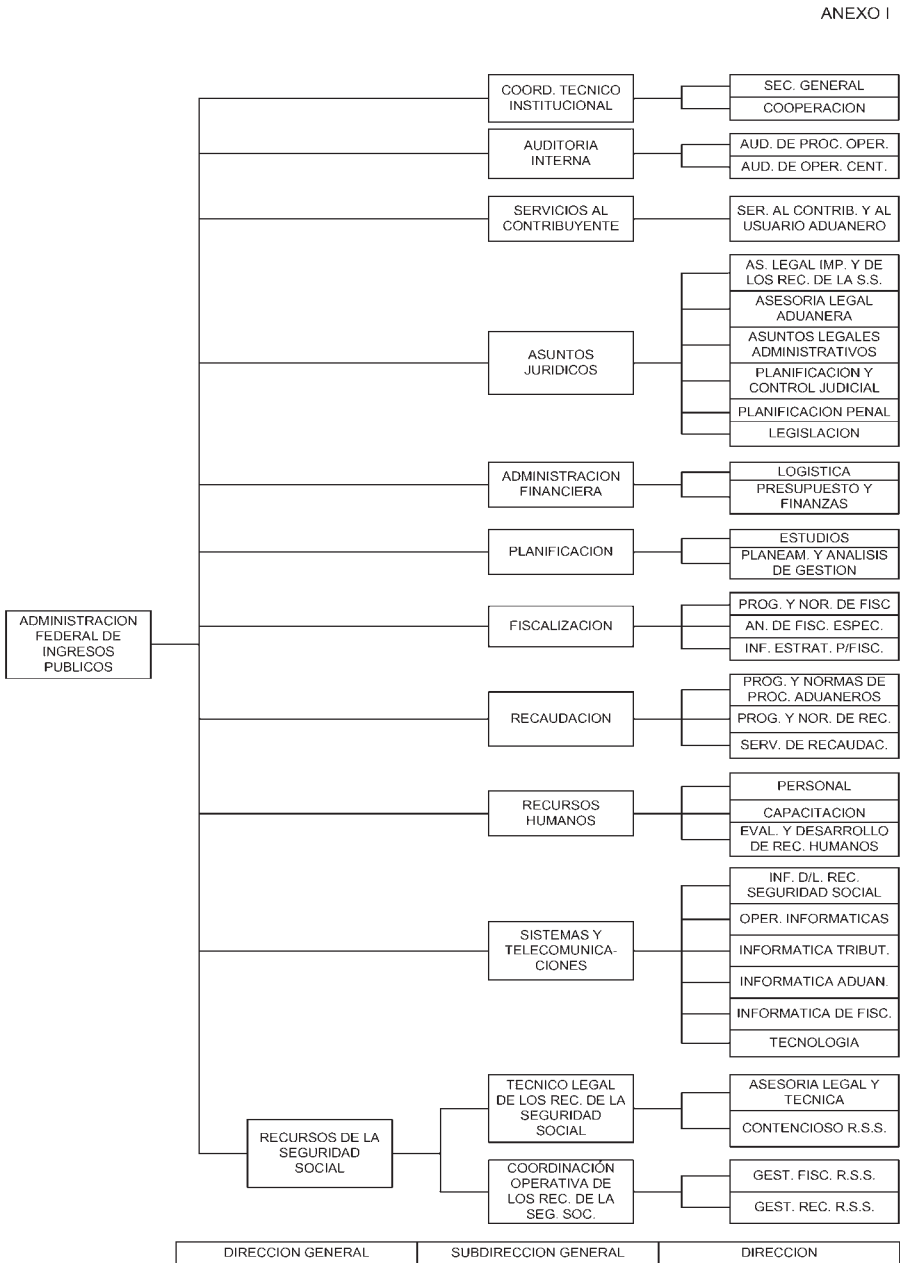 ANEXO I
COORD. TECNICO
INSTITUCIONAL
SEC. GENERAL
COOPERACION
AUDITORIA
INTERNA
AUD. DE PROC. OPER.
AUD. DE OPER. CENT.
SERVICIOS AL
CONTRIBUYENTE
SER. AL CONTRIB. Y AL
USUARIO ADUANERO
ASUNTOS
JURIDICOS
AS. LEGAL IMP. Y DE
LOS REC. DE LA S.S.
ASESORIA LEGAL
ADUANERA
ASUNTOS LEGALES
ADMINISTRATIVOS
PLANIFICACION Y
CONTROL JUDICIAL
PLANIFICACION PENAL
LEGISLACION
ADMINISTRACION
FINANCIERA
LOGISTICA
PRESUPUESTO Y
FINANZAS
PLANIFICACION
ESTUDIOS
PLANEAM. Y ANALISIS
DE GESTION
ADMINISTRACION
FEDERAL DE
INGRESOS
PUBLICOS
FISCALIZACION
PROG. Y NOR. DE FISC
AN. DE FISC. ESPEC.
INF. ESTRAT. P/FISC.
RECAUDACION
PROG. Y NORMAS DE
PROC. ADUANEROS
PROG. Y NOR. DE REC.
SERV. DE RECAUDAC.
RECURSOS
HUMANOS
PERSONAL
CAPACITACION
EVAL. Y DESARROLLO
DE REC. HUMANOS
SISTEMAS Y
TELECOMUNICA-
CIONES
INF. D/L. REC.
SEGURIDAD SOCIAL
OPER. INFORMATICAS
INFORMATICA TRIBUT.
INFORMATICA ADUAN.
INFORMATICA DE FISC.
TECNOLOGIA
RECURSOS DE LA
SEGURIDAD
SOCIAL
TECNICO LEGAL
DE LOS REC. DE LA
SEGURIDAD
SOCIAL
ASESORIA LEGAL Y
TECNICA
CONTENCIOSO R.S.S.
COORDINACIÓN
OPERATIVA DE
LOS REC. DE LA
SEG. SOC.
GEST. FISC. R.S.S.
GEST. REC. R.S.S.
DIRECCION GENERAL
SUBDIRECCION GENERAL
DIRECCION